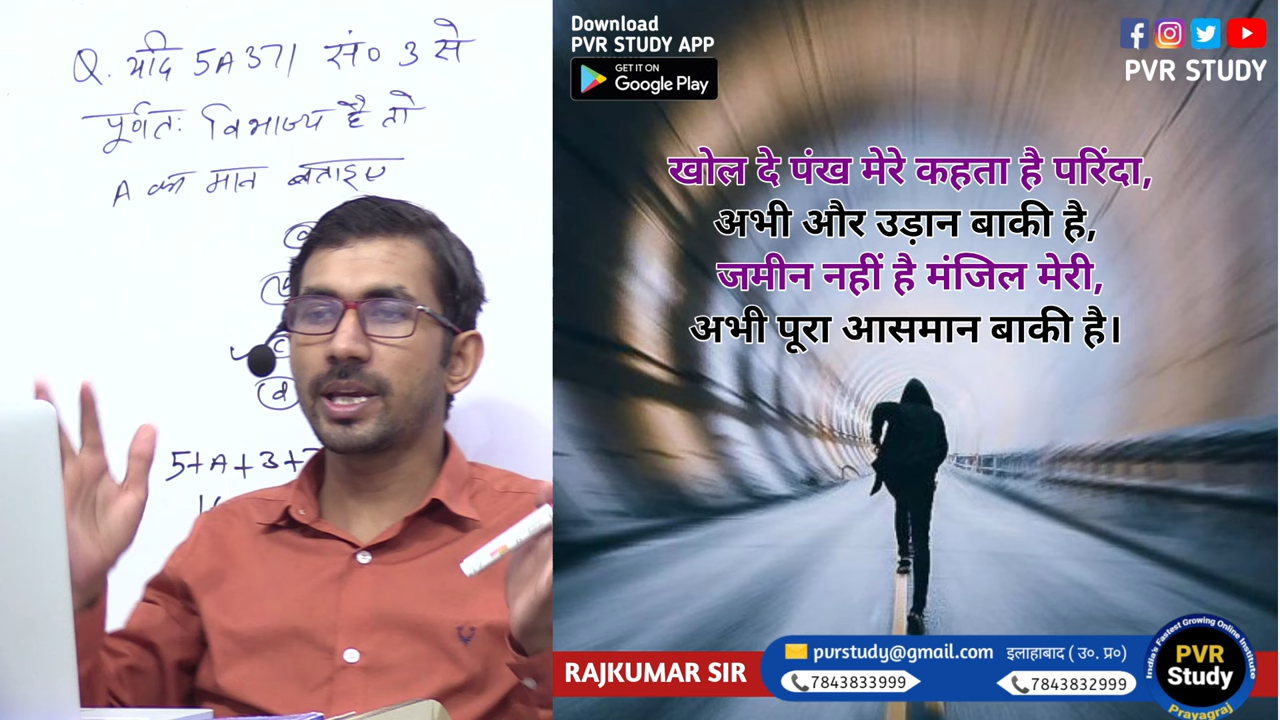 Q. यदि 5A371 सं० 3 से
पूर्णतः विभाज्य है तो
A का मान बताइए
d
5+A+3+7
Download
PVR STUDY APP
GET IT ON
Google Play
PVR STUDY
खोल दे पंख मेरे कहता है परिंदा,
अभी और उड़ान बाकी है,
जमीन नहीं है मंजिल मेरी,
अभी पूरा आसमान बाकी है।
RAJKUMAR SIR
pvrstudy@gmail.com इलाहाबाद ( उ०. प्र०)
7843833999 7843832999
India's Fastest Growing Online Institute
PVR
Study
Prayagraj